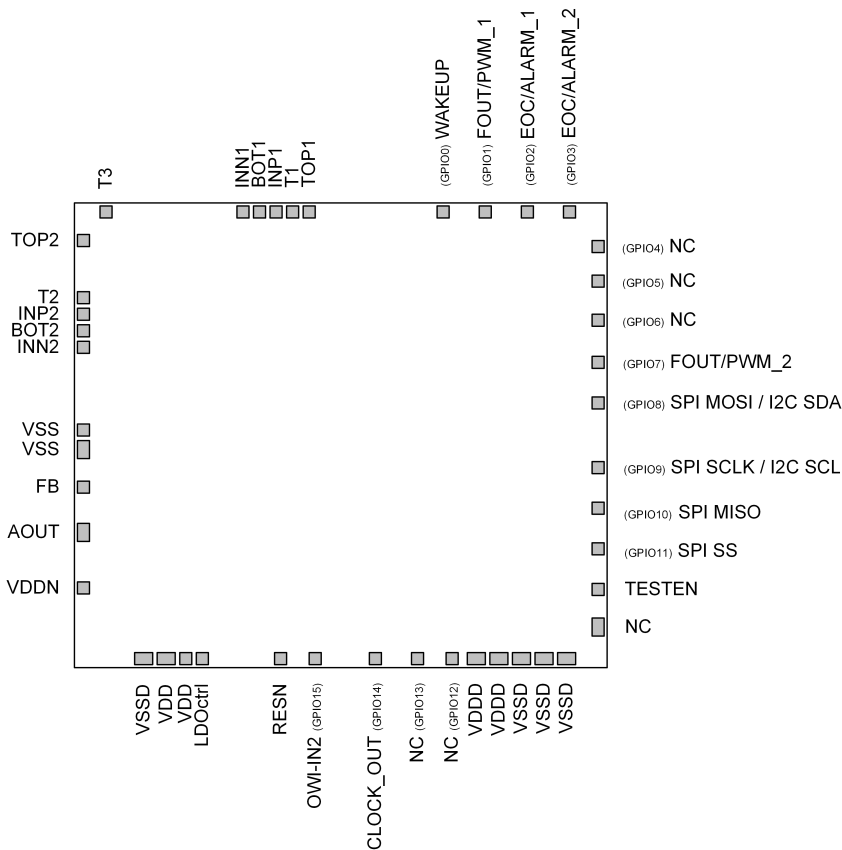 T3
INN1
BOT1
INP1
T1
TOP1
(GPIO0) WAKEUP
(GPIO1) FOUT/PWM_1
(GPIO2) EOC/ALARM_1
(GPIO3) EOC/ALARM_2
TOP2
T2
INP2
BOT2
INN2
VSS
VSS
FB
AOUT
VDDN
(GPIO4) NC
(GPIO5) NC
(GPIO6) NC
(GPIO7) FOUT/PWM_2
(GPIO8) SPI MOSI / I2C SDA
(GPIO9) SPI SCLK / I2C SCL
(GPIO10) SPI MISO
(GPIO11) SPI SS
TESTEN
NC
VSSD
VDD
VDD
LDOctrl
RESN
OWI-IN2 (GPIO15)
CLOCK_OUT (GPIO14)
NC (GPIO13)
NC (GPIO12)
VDDD
VDDD
VSSD
VSSD
VSSD